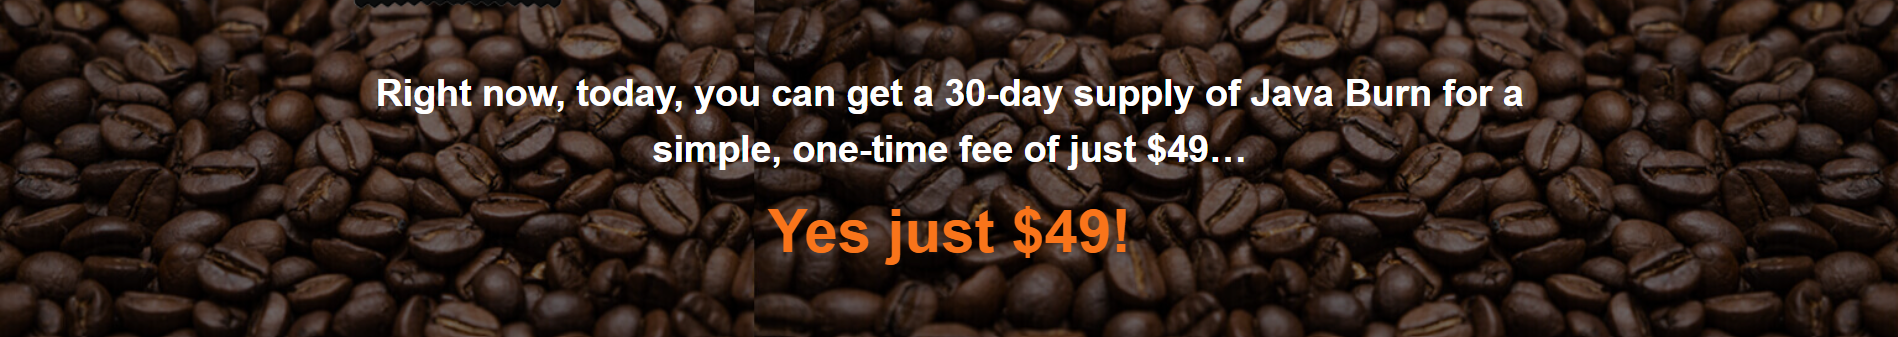 Right now, today, you can get a 30-day supply of Java Burn for a
simple, one-time fee of just $49…
Yes just $49!